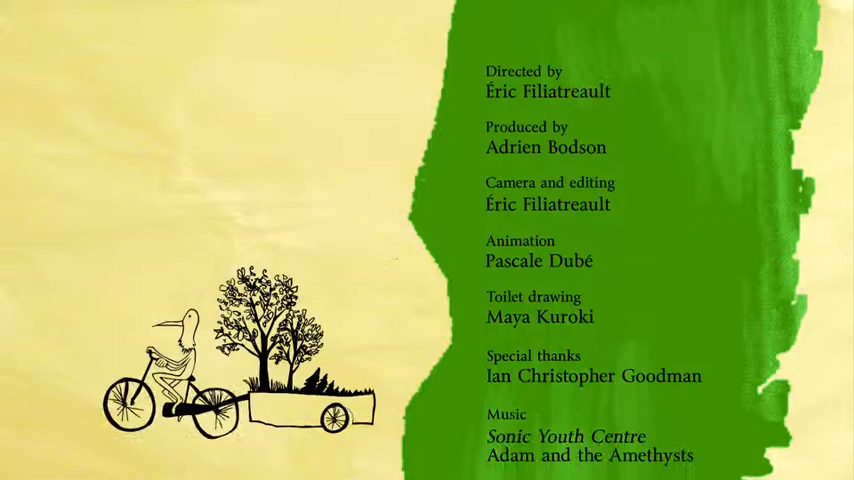 Directed by
Éric Filiatreault
Produced by
Adrien Bodson
Camera and editing
Éric Filiatreault
Animation
Pascale Dubé
Toilet drawing
Maya Kuroki
Special thanks
Ian Christopher Goodman
Music
Sonic Youth Centre
Adam and the Amethysts